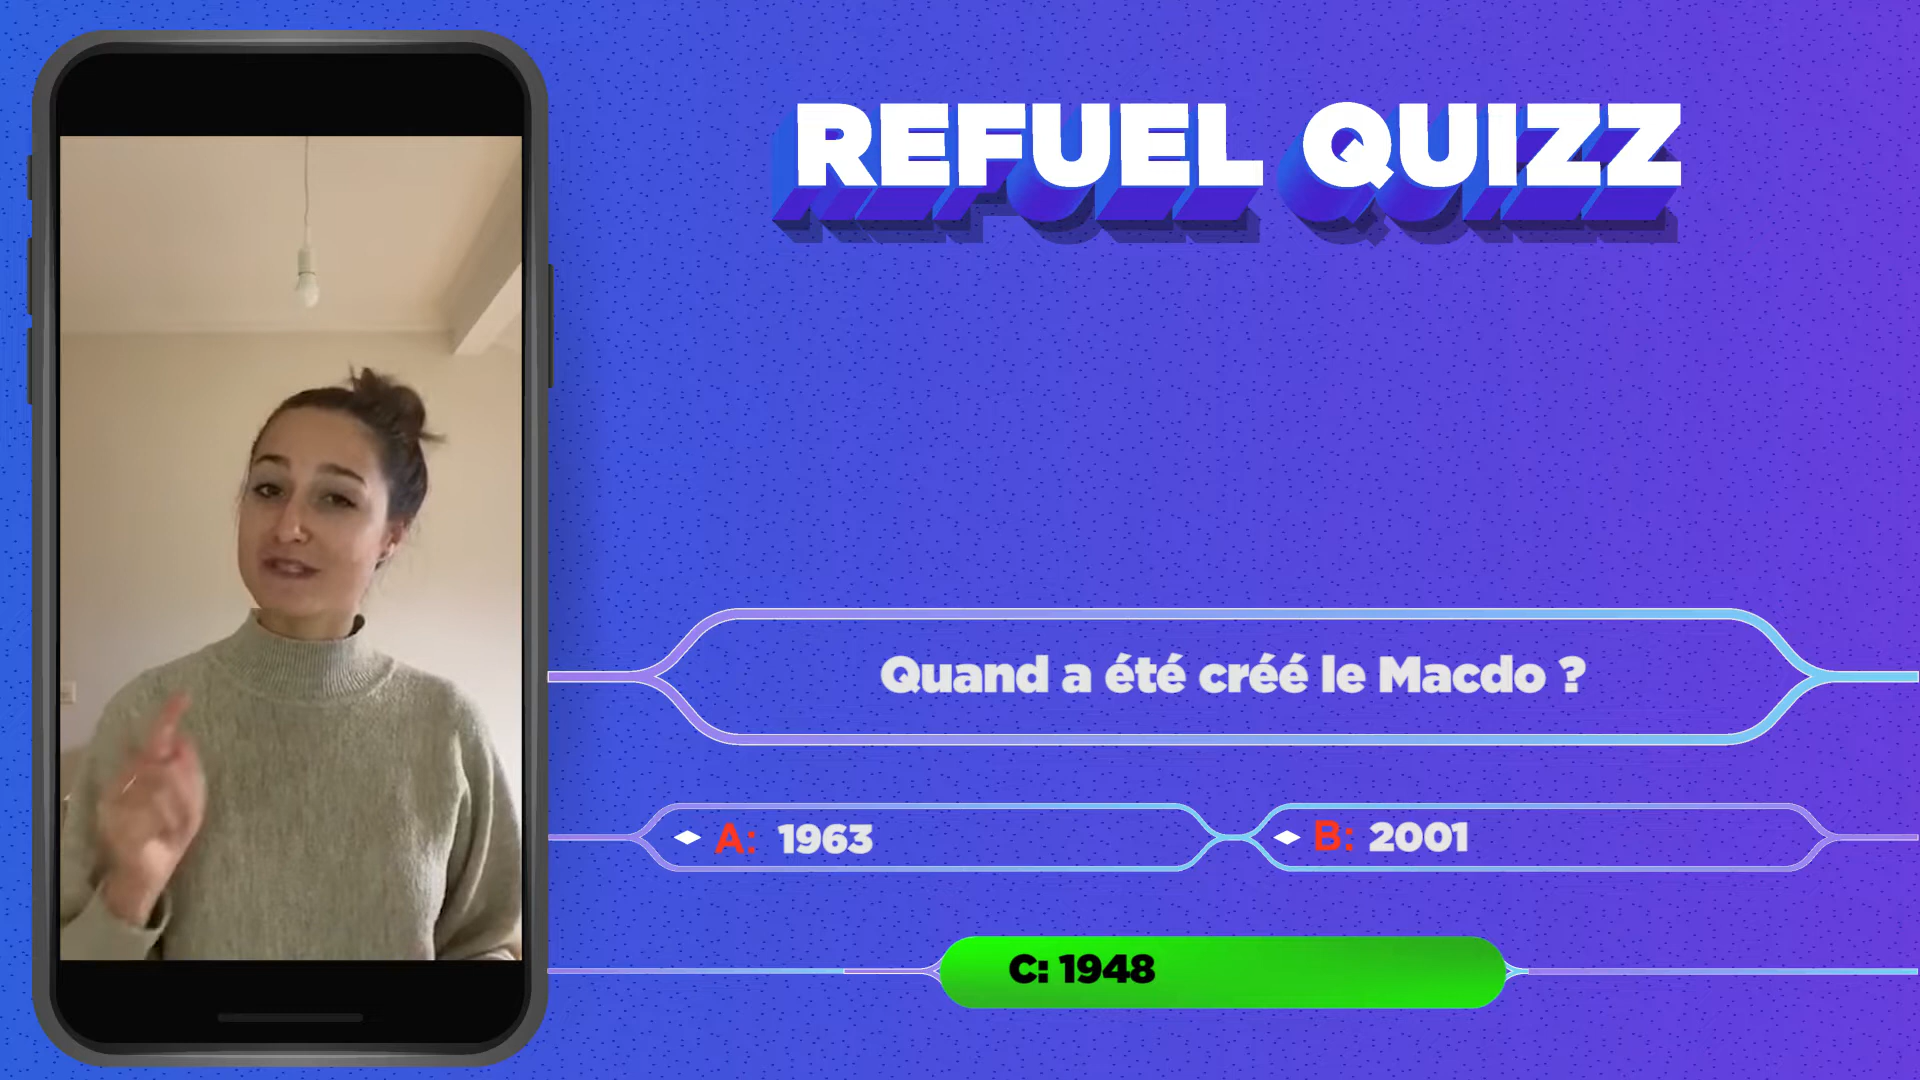 REFUEL QUIZZ
Quand a été créé le Macdo ?
A: 1963
B: 2001
C: 1948